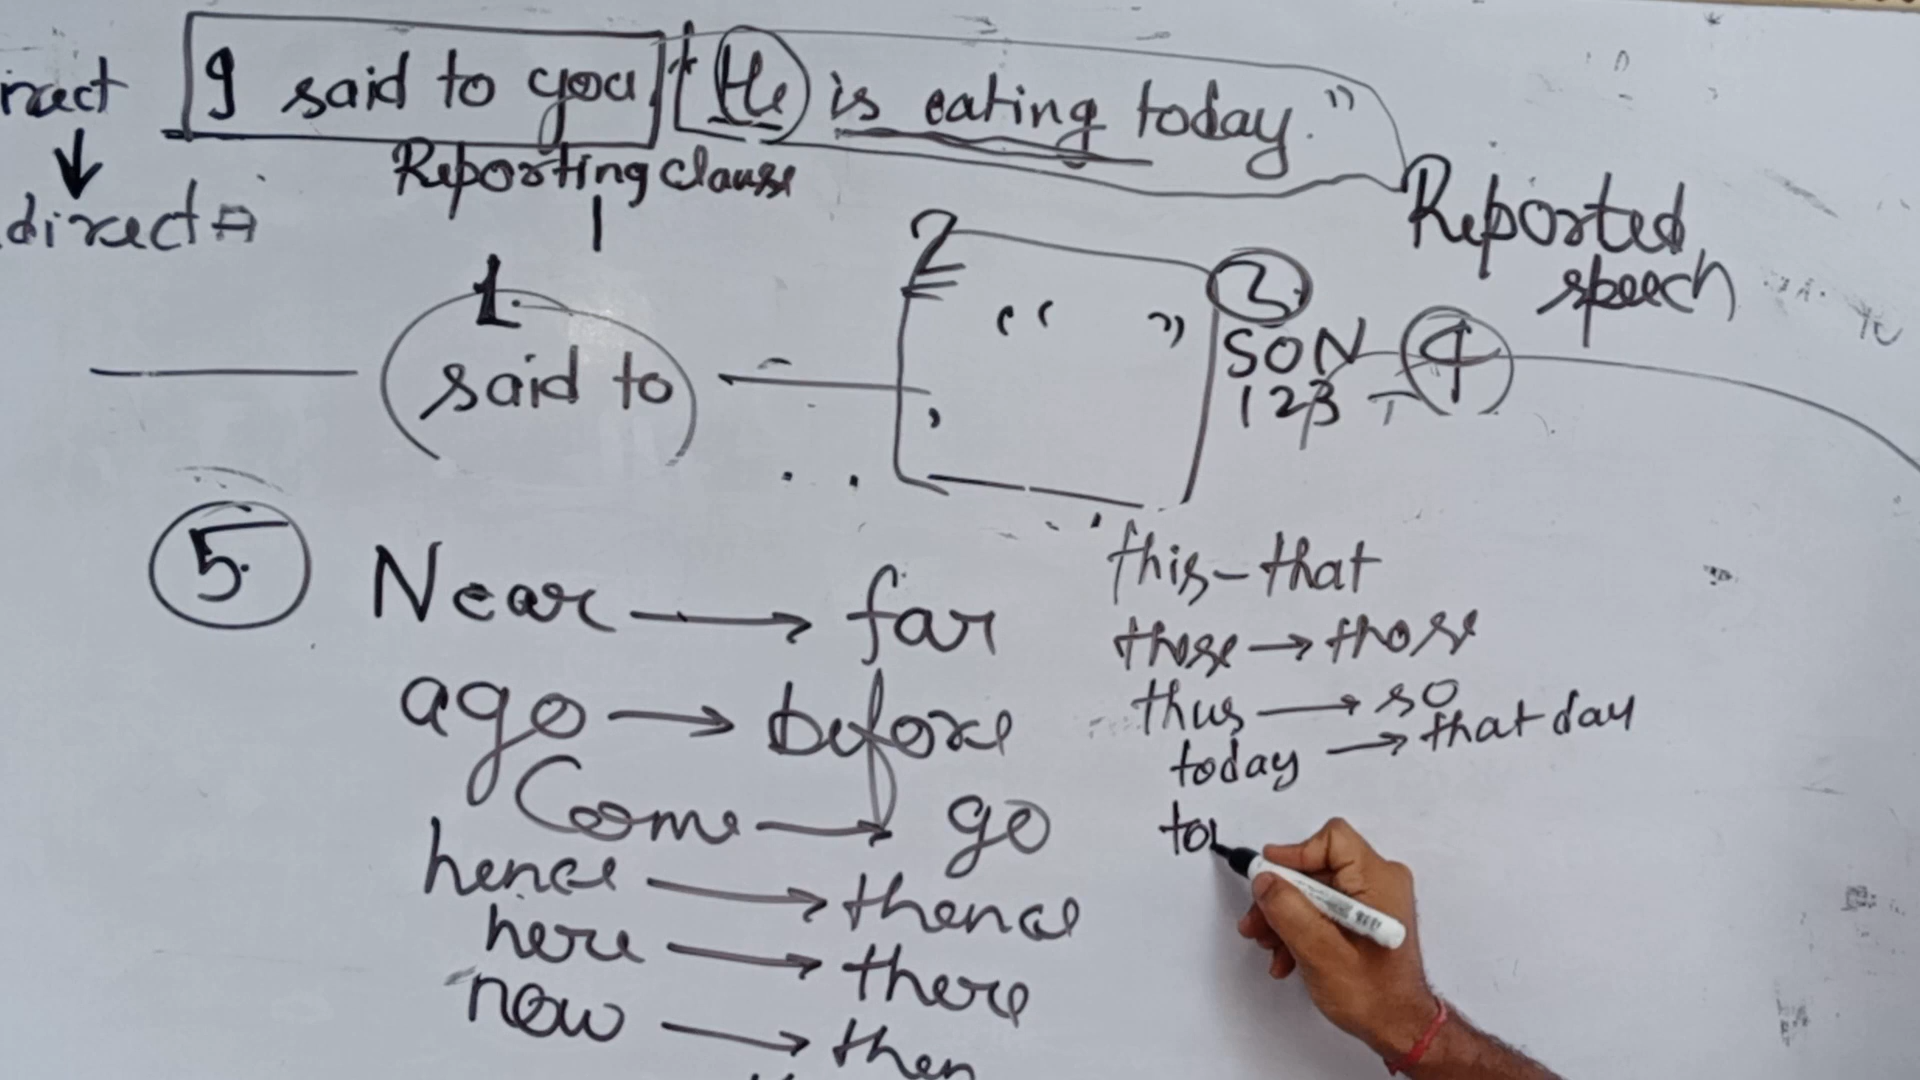 irect I said to you, "He is eating today."
Reporting clause
direct
Reported
speech
1.
said to
2
" "
,
3.
SON
123
4
5.
Near → far
ago → before
Come → go
hence → thence
here → there
now → then
this - that
these → those
thus → so
today → that day
to